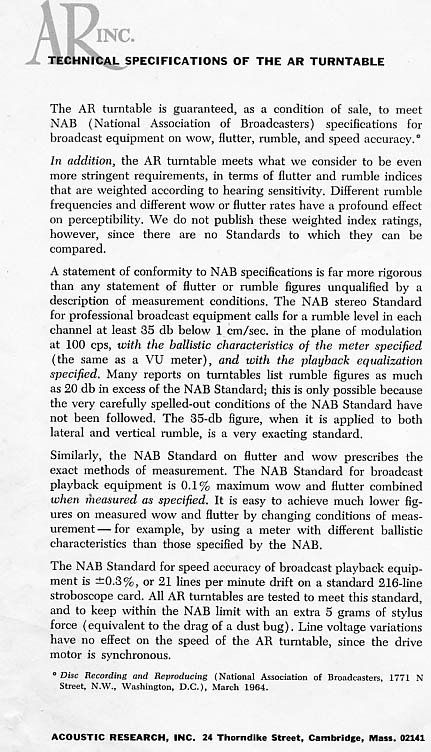 AR INC.
TECHNICAL SPECIFICATIONS OF THE AR TURNTABLE
The AR turntable is guaranteed, as a condition of sale, to meet
NAB (National Association of Broadcasters) specifications for
broadcast equipment on wow, flutter, rumble, and speed accuracy.*
In addition, the AR turntable meets what we consider to be even
more stringent requirements, in terms of flutter and rumble indices
that are weighted according to hearing sensitivity. Different rumble
frequencies and different wow or flutter rates have a profound effect
on perceptibility. We do not publish these weighted index ratings,
however, since there are no Standards to which they can be
compared.
A statement of conformity to NAB specifications is far more rigorous
than any statement of flutter or rumble figures unqualified by a
description of measurement conditions. The NAB stereo Standard
for professional broadcast equipment calls for a rumble level in each
channel at least 35 db below 1 cm/sec. in the plane of modulation
at 100 cps, with the ballistic characteristics of the meter specified
(the same as a VU meter), and with the playback equalization
specified. Many reports on turntables list rumble figures as much
as 20 db in excess of the NAB Standard; this is only possible because
the very carefully spelled-out conditions of the NAB Standard have
not been followed. The 35-db figure, when it is applied to both
lateral and vertical rumble, is a very exacting standard.
Similarly, the NAB Standard on flutter and wow prescribes the
exact methods of measurement. The NAB Standard for broadcast
playback equipment is 0.1% maximum wow and flutter combined
when measured as specified. It is easy to achieve much lower fig-
ures on measured wow and flutter by changing conditions of meas-
urement — for example, by using a meter with different ballistic
characteristics than those specified by the NAB.
The NAB Standard for speed accuracy of broadcast playback equip-
ment is ±0.3%, or 21 lines per minute drift on a standard 216-line
stroboscope card. All AR turntables are tested to meet this standard,
and to keep within the NAB limit with an extra 5 grams of stylus
force (equivalent to the drag of a dust bug). Line voltage variations
have no effect on the speed of the AR turntable, since the drive
motor is synchronous.
* Disc Recording and Reproducing (National Association of Broadcasters, 1771 N
Street, N.W., Washington, D.C.), March 1964.
ACOUSTIC RESEARCH, INC. 24 Thorndike Street, Cambridge, Mass. 02141